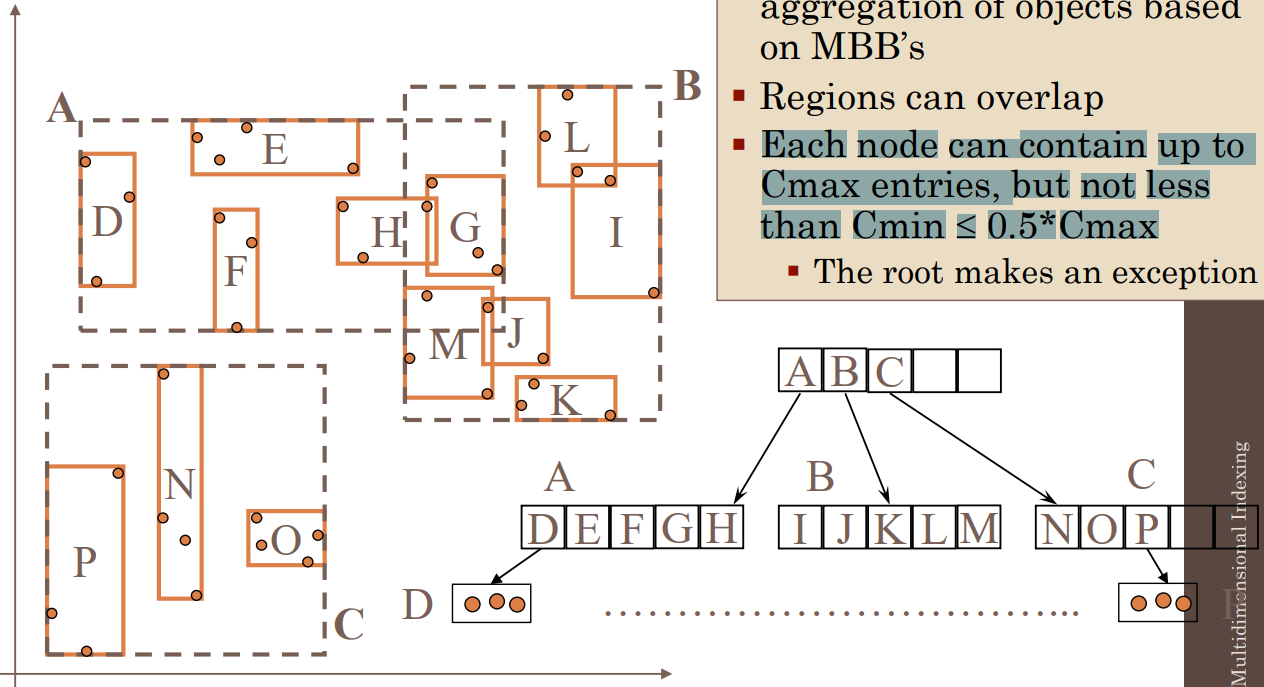 aggregation of objects based
on MBB's
Regions can overlap
Each node can contain up to
Cmax entries, but not less
than Cmin ≤ 0.5*Cmax
The root makes an exception
A
B
E
L
D
H
G
I
F
M
J
K
N
O
P
C
A B C
A
B
C
D E F G H
I J K L M
N O P
D
P
Multidimensional Indexing